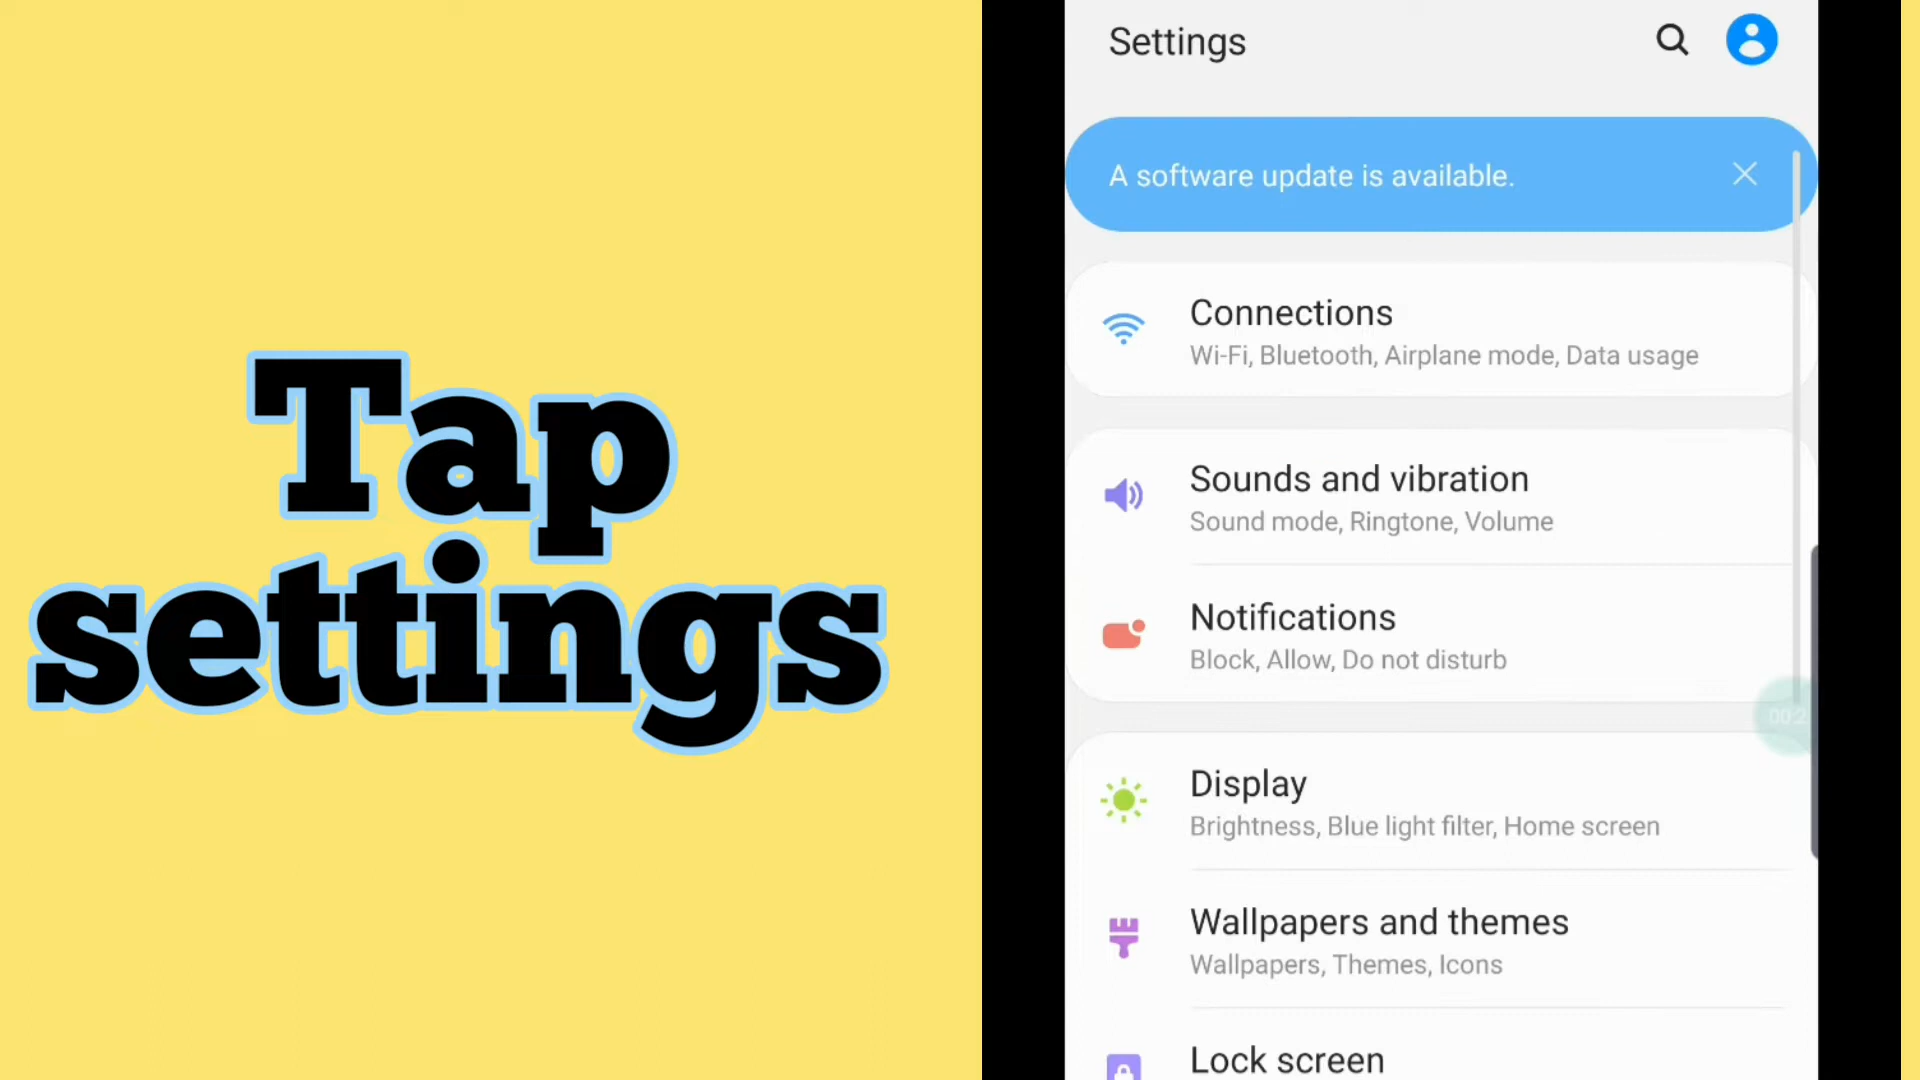 Tap
settings
Settings
A software update is available.
Connections
Wi-Fi, Bluetooth, Airplane mode, Data usage
Sounds and vibration
Sound mode, Ringtone, Volume
Notifications
Block, Allow, Do not disturb
00:2
Display
Brightness, Blue light filter, Home screen
Wallpapers and themes
Wallpapers, Themes, Icons
Lock screen